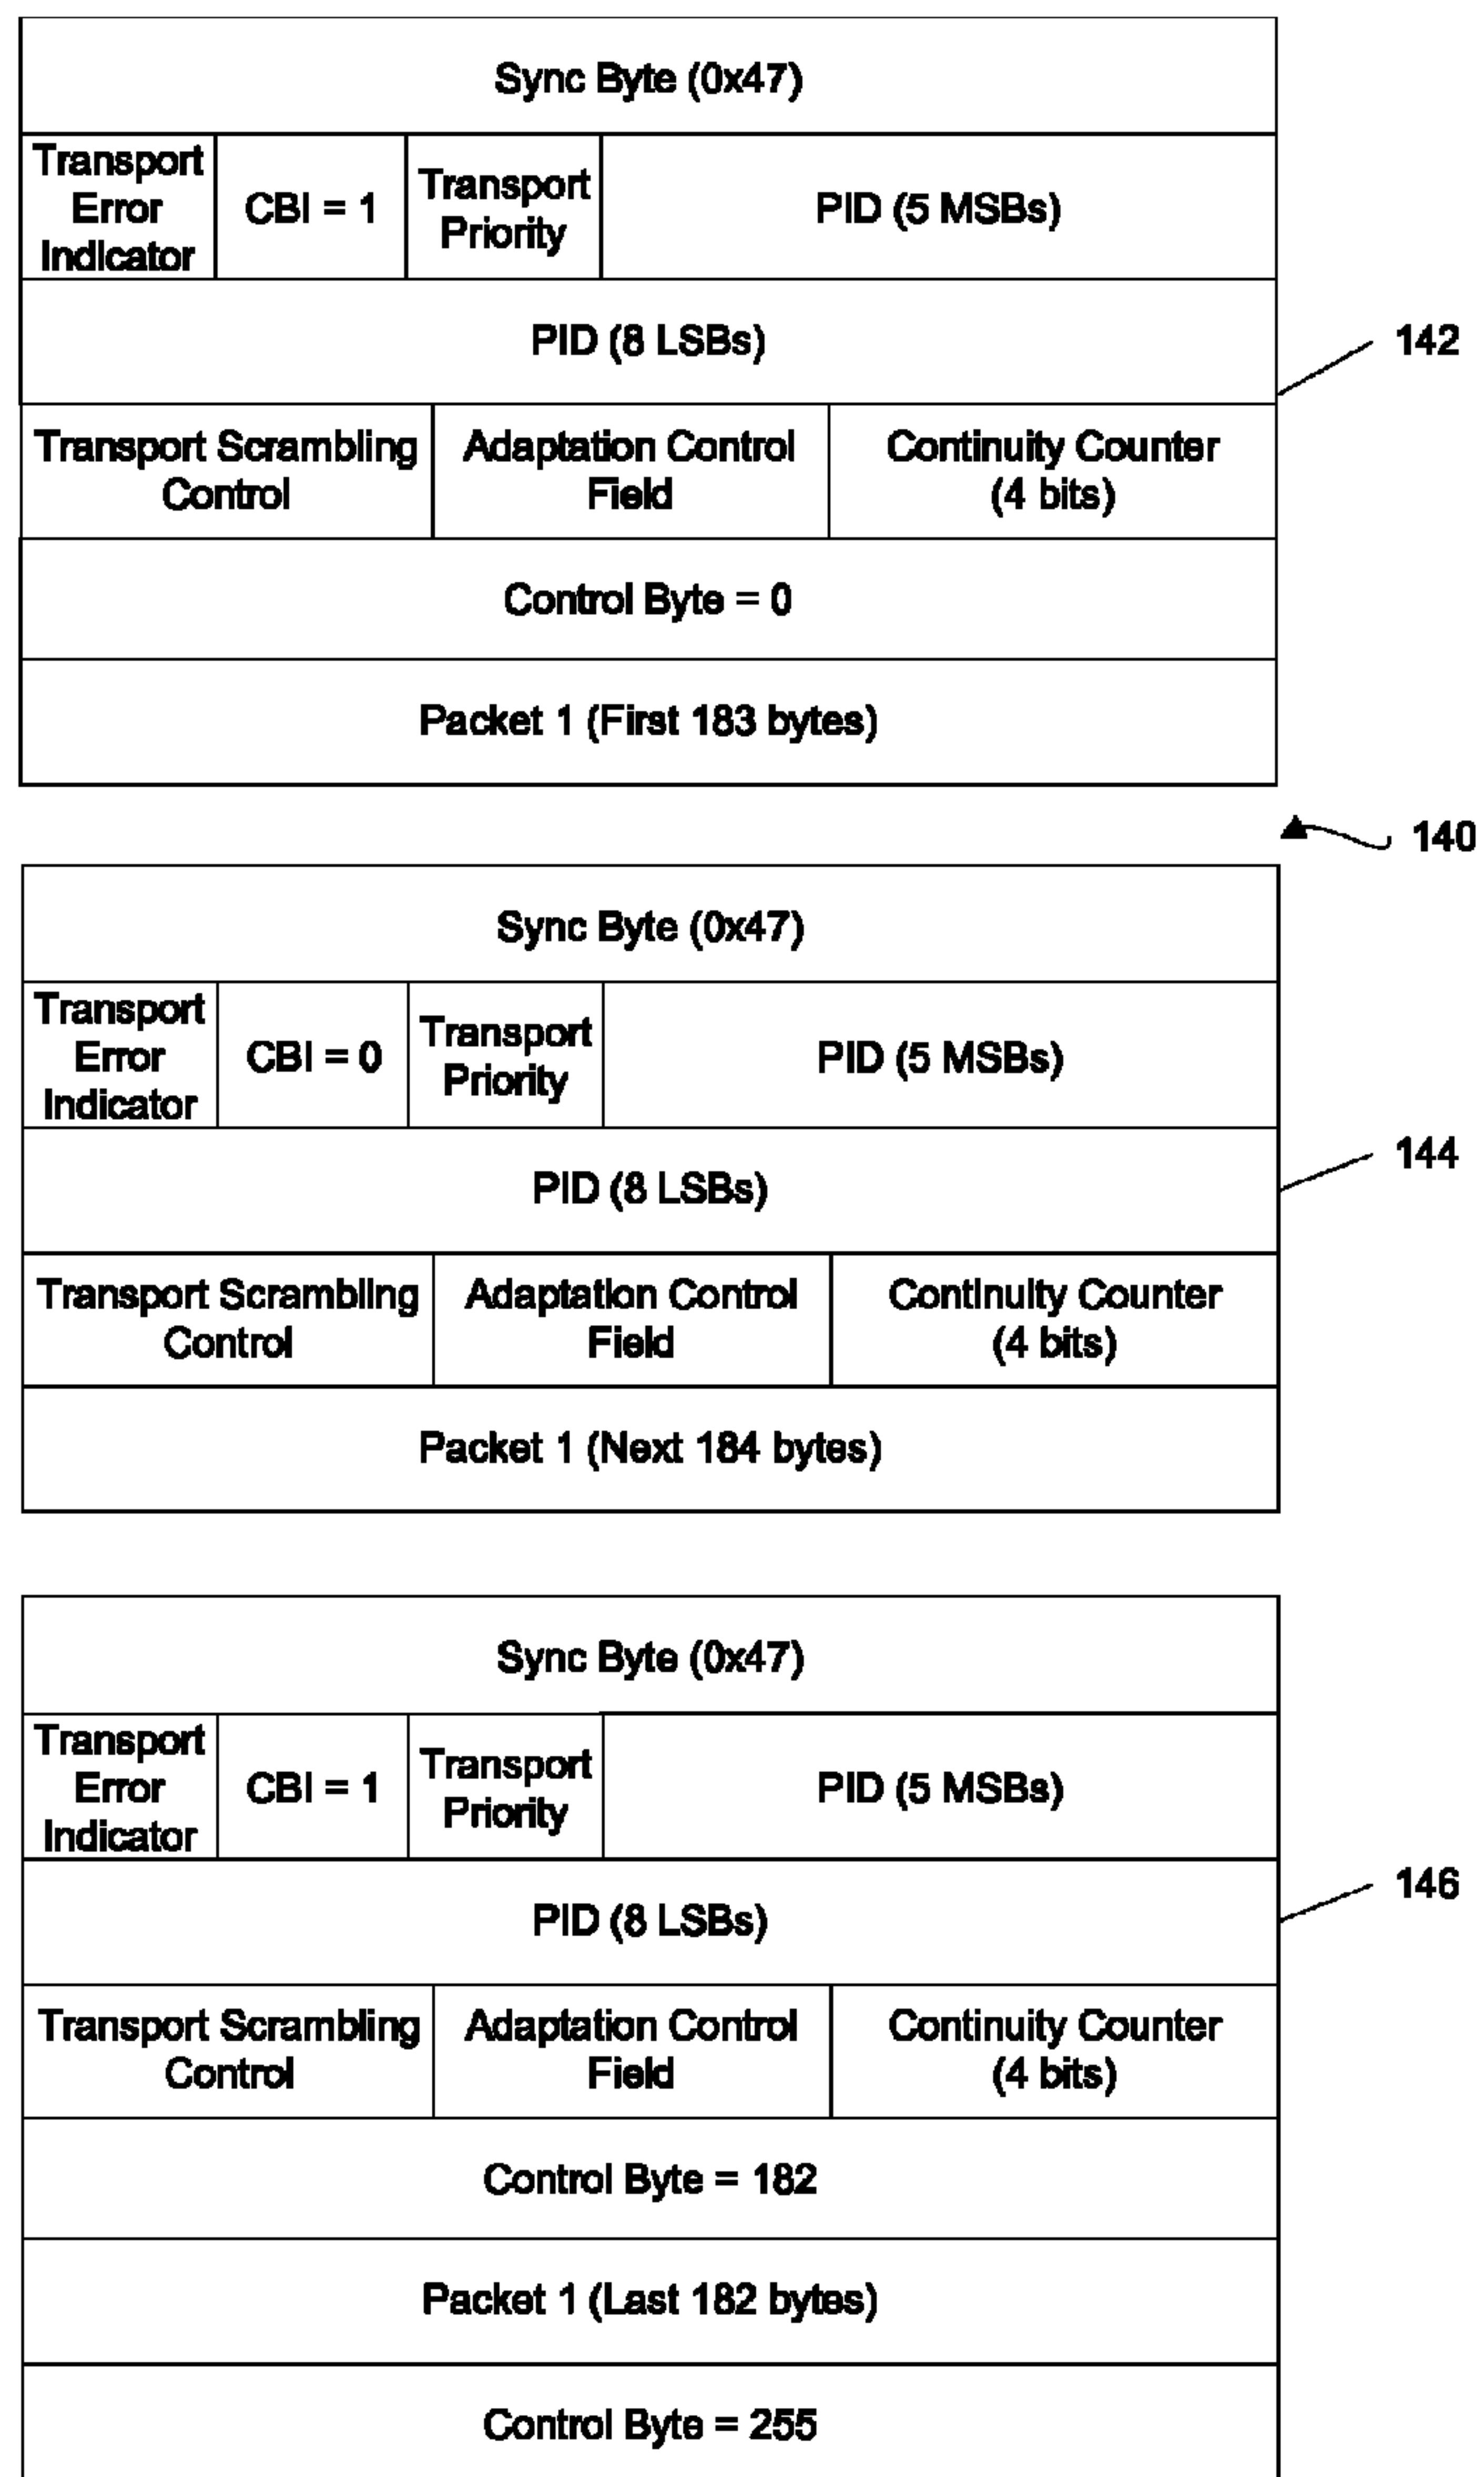 Sync Byte (0x47)
Transport
Error
Indicator
CBI = 1
Transport
Priority
PID (5 MSBs)
PID (8 LSBs)
142
Transport Scrambling
Control
Adaptation Control
Field
Continuity Counter
(4 bits)
Control Byte = 0
Packet 1 (First 183 bytes)
140
Sync Byte (0x47)
Transport
Error
Indicator
CBI = 0
Transport
Priority
PID (5 MSBs)
PID (8 LSBs)
144
Transport Scrambling
Control
Adaptation Control
Field
Continuity Counter
(4 bits)
Packet 1 (Next 184 bytes)
Sync Byte (0x47)
Transport
Error
Indicator
CBI = 1
Transport
Priority
PID (5 MSBs)
PID (8 LSBs)
146
Transport Scrambling
Control
Adaptation Control
Field
Continuity Counter
(4 bits)
Control Byte = 182
Packet 1 (Last 182 bytes)
Control Byte = 255